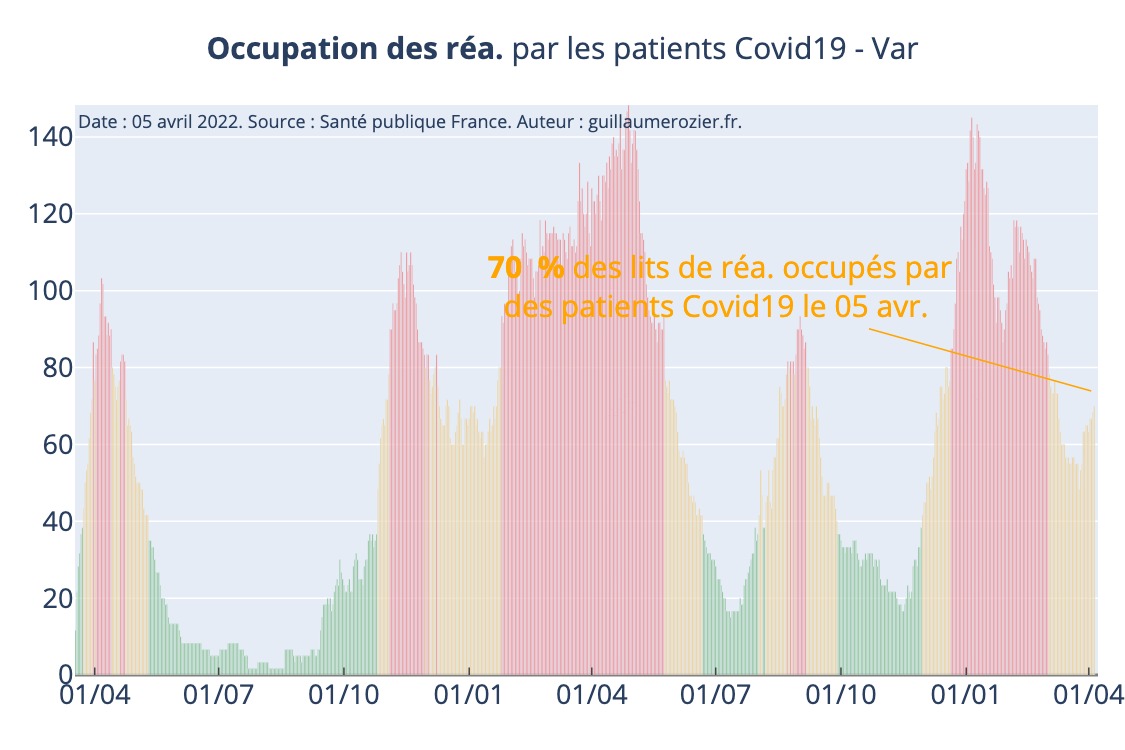 Occupation des réa. par les patients Covid19 - Var
Date : 05 avril 2022. Source : Santé publique France. Auteur : guillaumerozier.fr.
140
120
100
80
60
40
20
0
70 % des lits de réa. occupés par
des patients Covid19 le 05 avr.
01/04 01/07 01/10 01/01 01/04 01/07 01/10 01/01 01/04